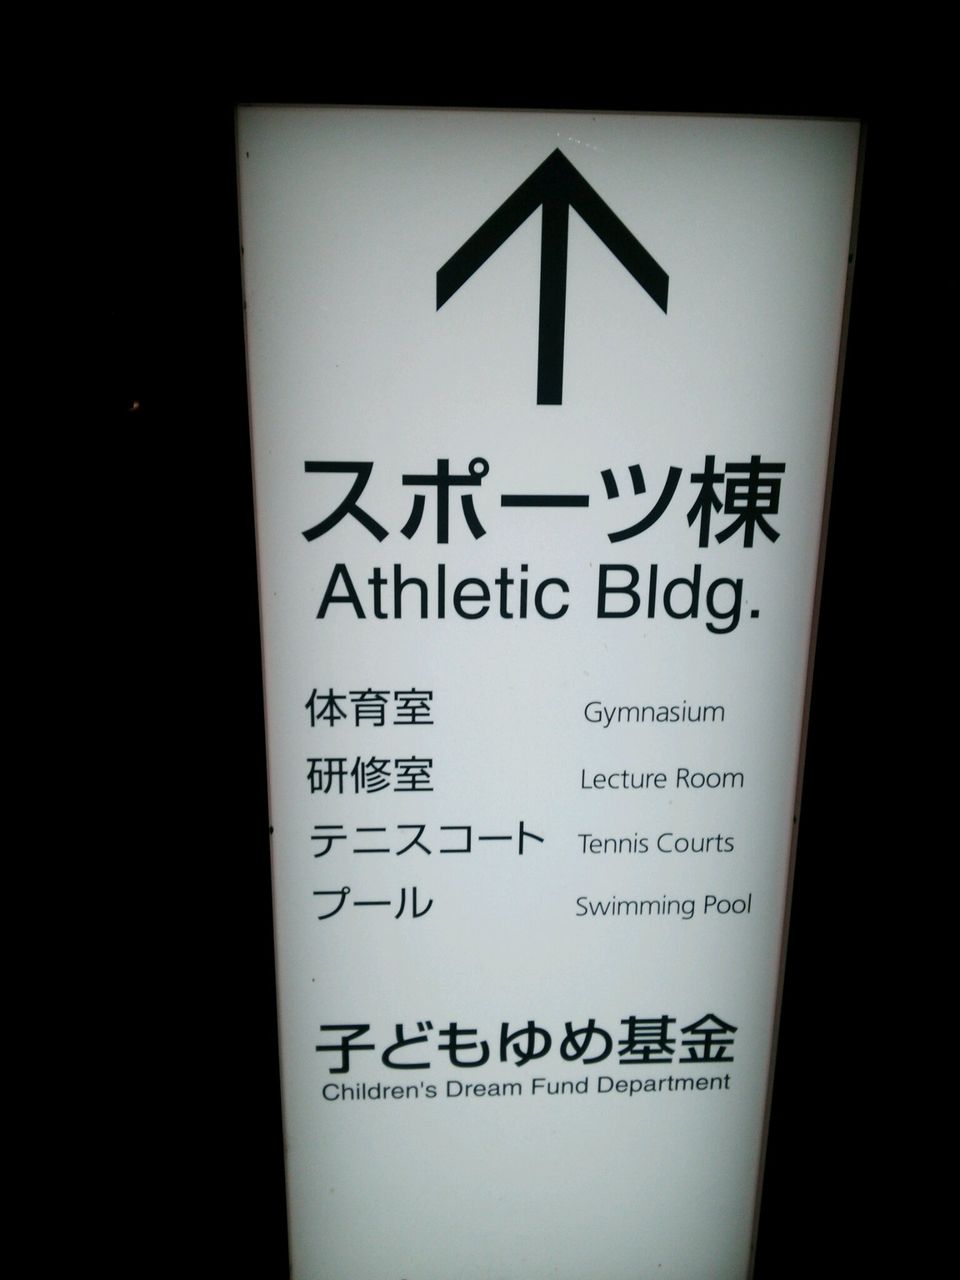 スポーツ棟
Athletic Bldg.
体育室 Gymnasium
研修室 Lecture Room
テニスコート Tennis Courts
プール Swimming Pool
子どもゆめ基金
Children's Dream Fund Department